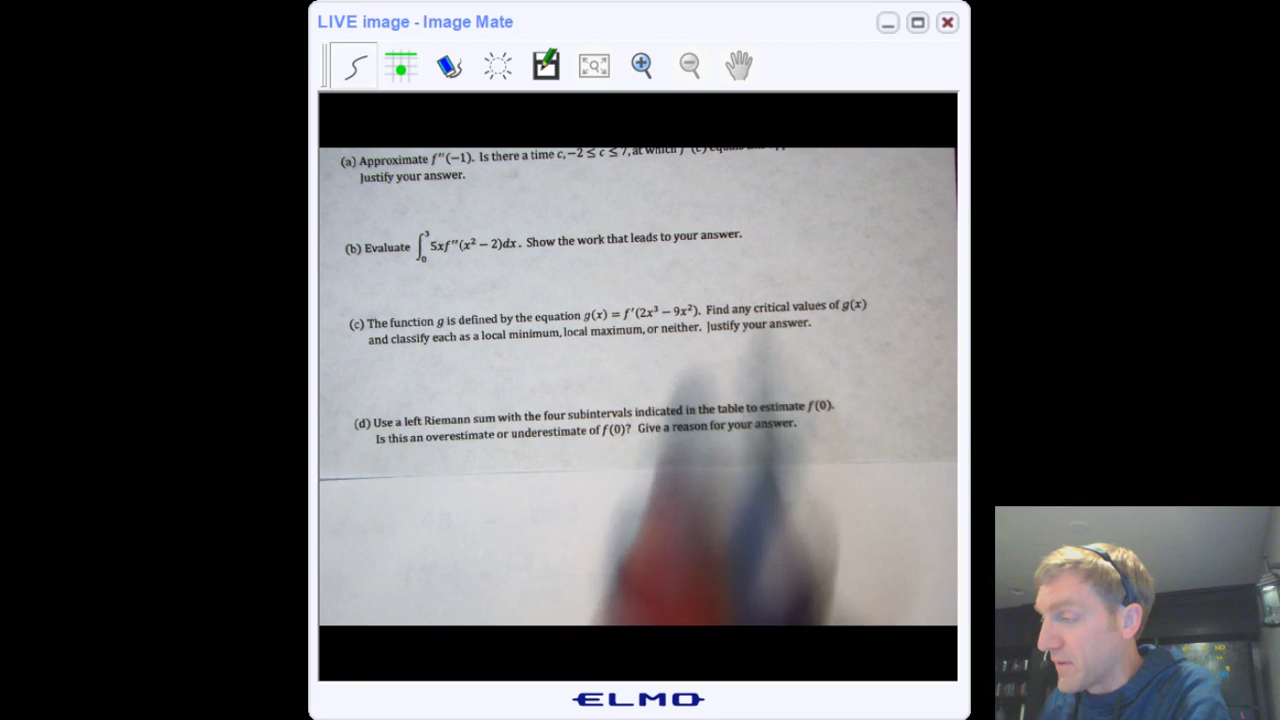 LIVE image - Image Mate
(a) Approximate f''(−1). Is there a time c, −2 ≤ c ≤ 7, at which
Justify your answer.
(b) Evaluate ∫₀³ 5xf''(x² − 2)dx. Show the work that leads to your answer.
(c) The function g is defined by the equation g(x) = f'(2x³ − 9x²). Find any critical values of g(x)
and classify each as a local minimum, local maximum, or neither. Justify your answer.
(d) Use a left Riemann sum with the four subintervals indicated in the table to estimate f(0).
Is this an overestimate or underestimate of f(0)? Give a reason for your answer.
ELMO